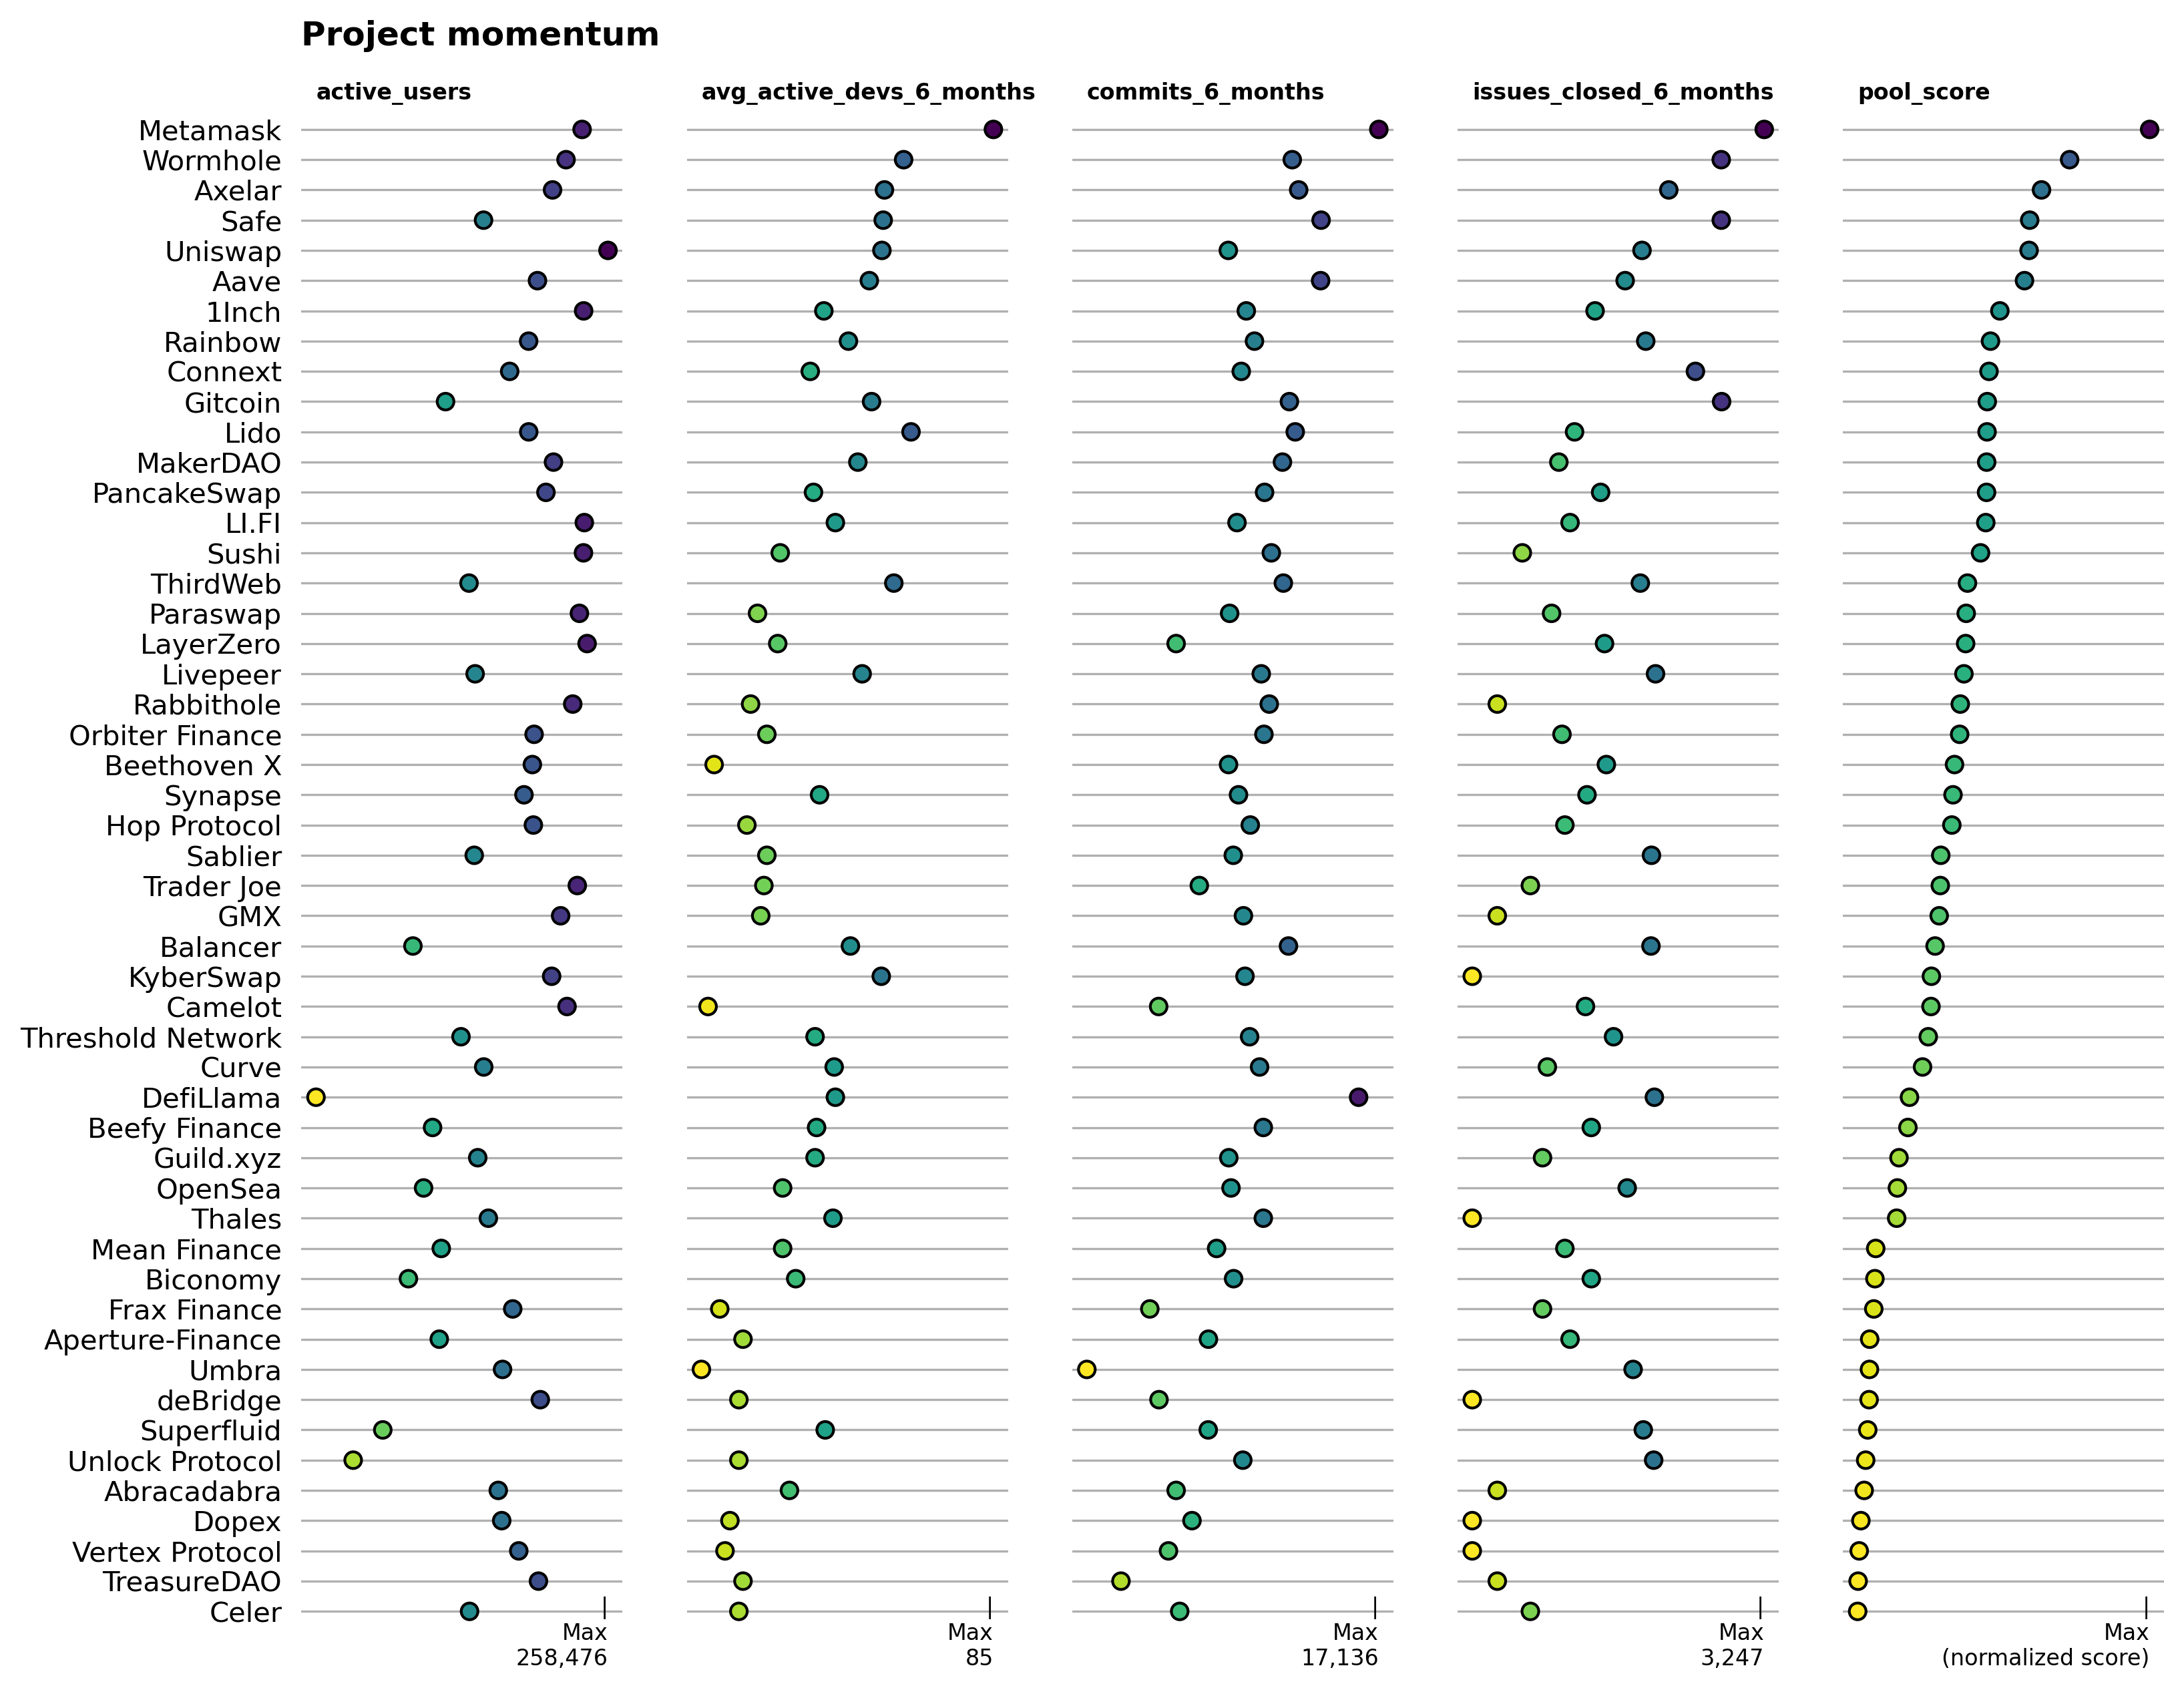 Project momentum
active_users avg_active_devs_6_months commits_6_months issues_closed_6_months pool_score
Metamask
Wormhole
Axelar
Safe
Uniswap
Aave
1Inch
Rainbow
Connext
Gitcoin
Lido
MakerDAO
PancakeSwap
LI.FI
Sushi
ThirdWeb
Paraswap
LayerZero
Livepeer
Rabbithole
Orbiter Finance
Beethoven X
Synapse
Hop Protocol
Sablier
Trader Joe
GMX
Balancer
KyberSwap
Camelot
Threshold Network
Curve
DefiLlama
Beefy Finance
Guild.xyz
OpenSea
Thales
Mean Finance
Biconomy
Frax Finance
Aperture-Finance
Umbra
deBridge
Superfluid
Unlock Protocol
Abracadabra
Dopex
Vertex Protocol
TreasureDAO
Celer
Max Max Max Max Max
258,476 85 17,136 3,247 (normalized score)